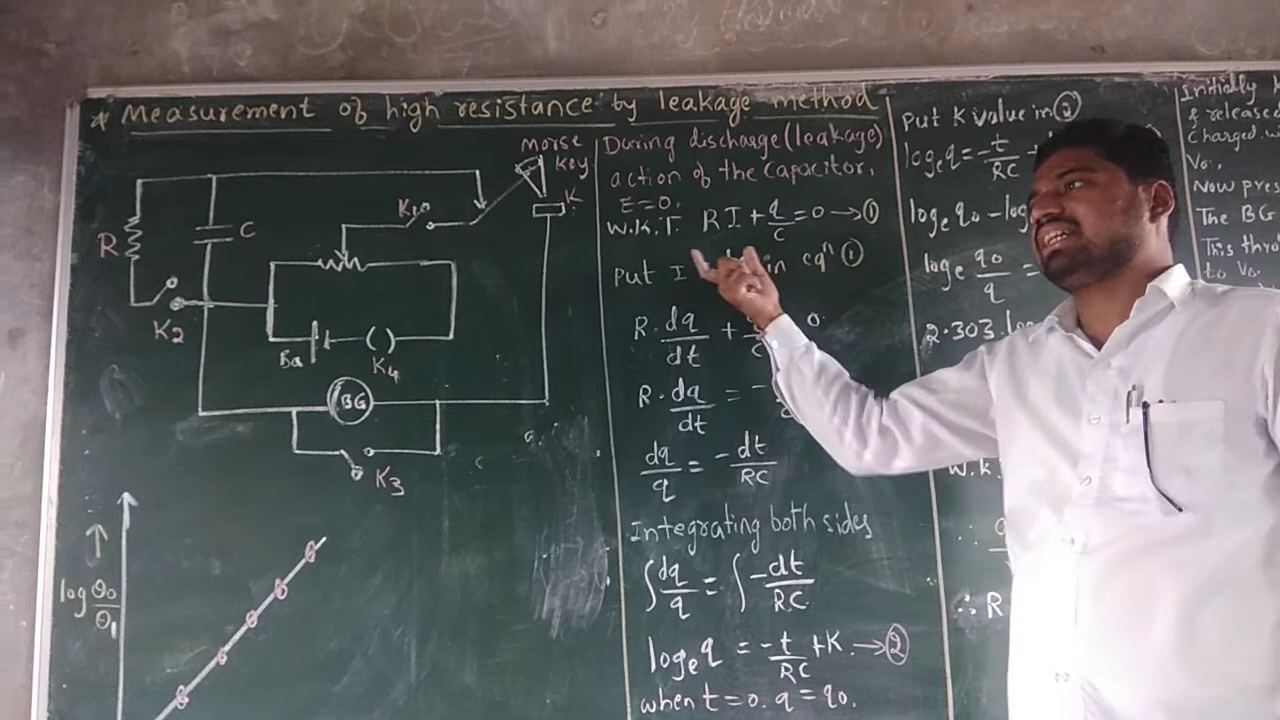 * Measurement of high resistance by leakage method
morse
key
K
K1
R
C
K2
Ba
K4
BG
K3
log θ0/θ1
During discharge (leakage)
action of the capacitor,
E=0.
W.K.T. RI + q/c = 0 → ①
Put I in eqⁿ ①
R. dq/dt + 0
R. dq/dt = -
dq/q = - dt/RC
Integrating both sides
∫ dq/q = ∫ -dt/RC
logₑq = -t/RC + K. → ②
when t = 0. q = q0.
Put K value in ②
logₑq = -t/RC +
logₑq0 - log
logₑ q0/q =
2.303. log
W.K.
∴
∴ R
Initially
& released
Charged
V0,
Now pres
The BG
This thro
to V0